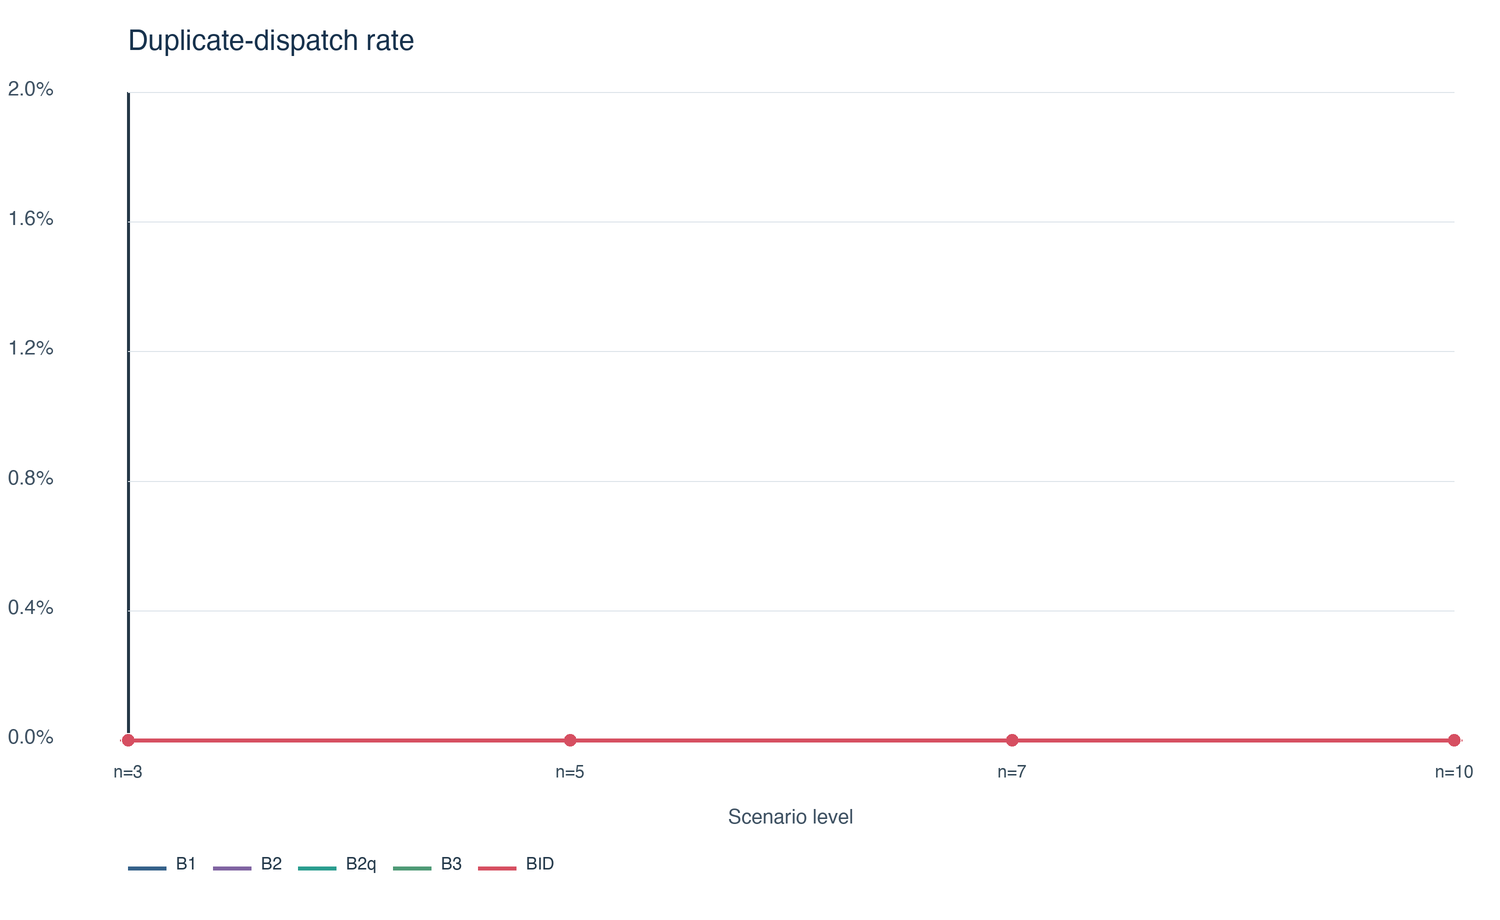 Duplicate-dispatch rate
2.0%
1.6%
1.2%
0.8%
0.4%
0.0%
n=3 n=5 n=7 n=10
Scenario level
B1 B2 B2q B3 BID